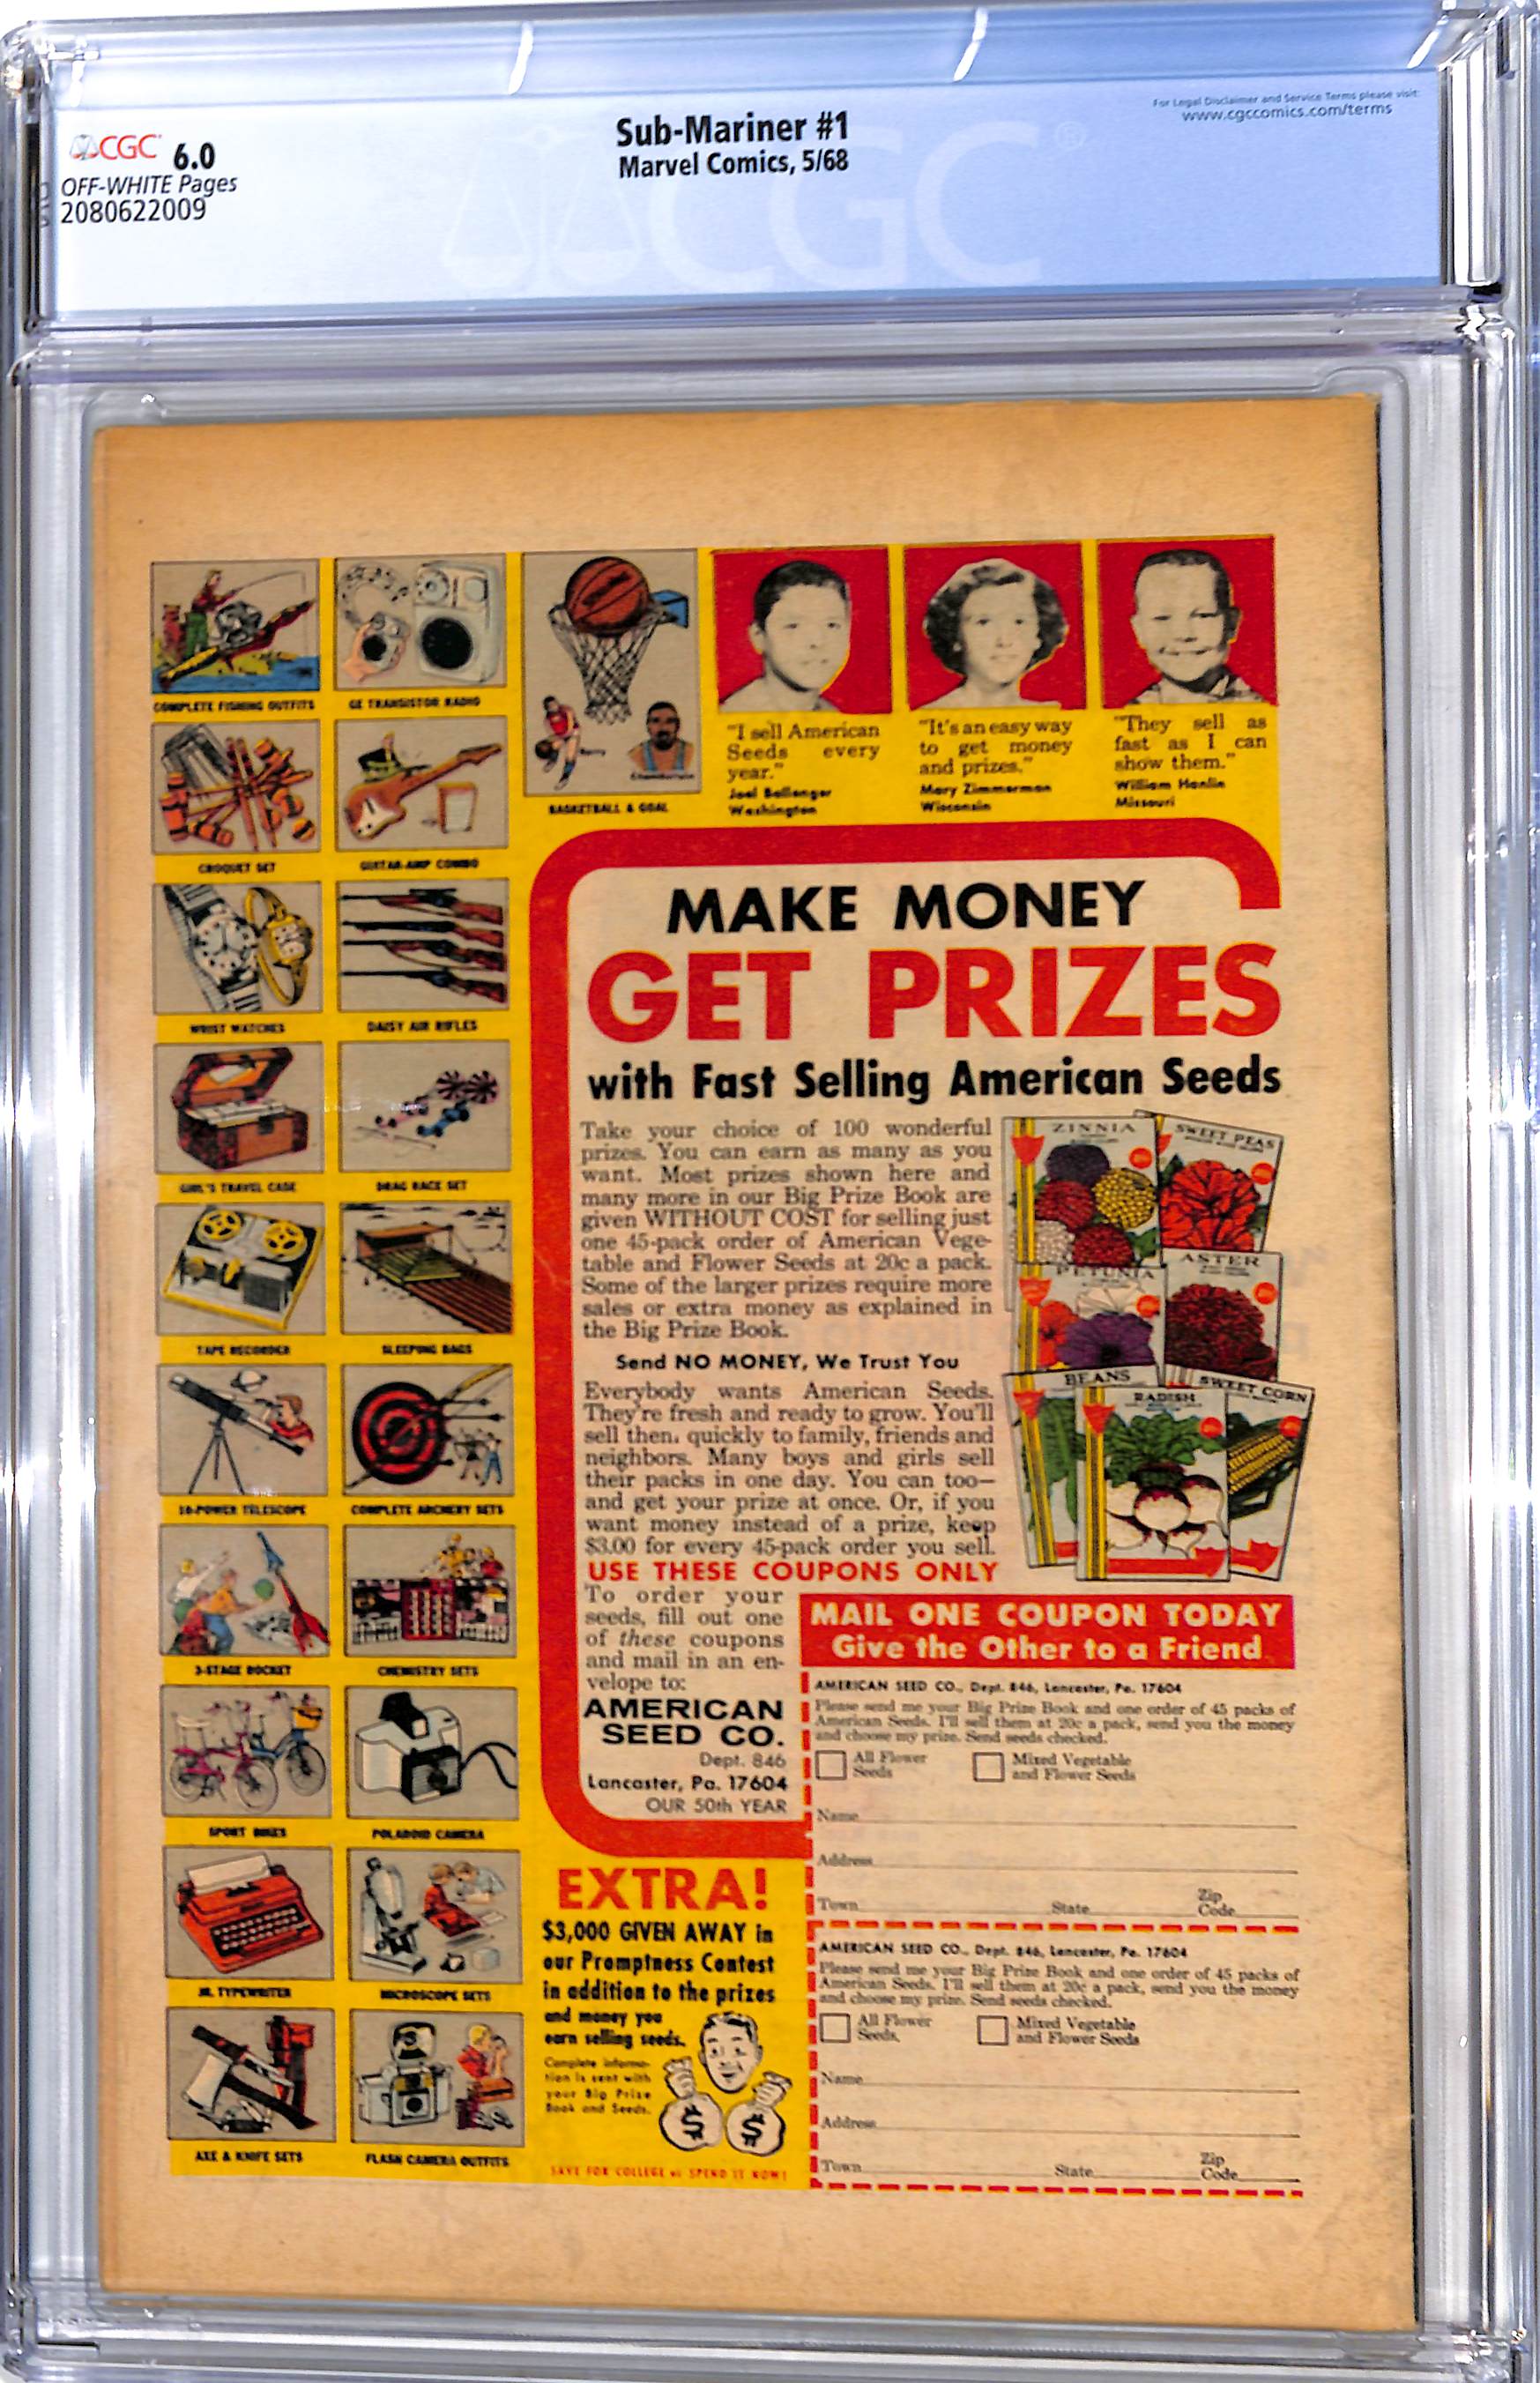 CGC 6.0
OFF-WHITE Pages
2080622009
Sub-Mariner #1
Marvel Comics, 5/68
For Legal Disclaimer and Service Terms please visit:
www.cgccomics.com/terms
CGC
COMPLETE FISHING OUTFITS
GE TRANSISTOR RADIO
BASKETBALL & GOAL
CROQUET SET
GUITAR-AMP COMBO
WRIST WATCHES
DAISY AIR RIFLES
GIRL'S TRAVEL CASE
DRAG RACE SET
TAPE RECORDER
SLEEPING BAGS
10-POWER TELESCOPE
COMPLETE ARCHERY SETS
3-STAGE ROCKET
CHEMISTRY SETS
SPORT BIKES
POLAROID CAMERA
JR. TYPEWRITER
MICROSCOPE SETS
AXE & KNIFE SETS
FLASH CAMERA OUTFITS
"I sell American
Seeds every
year."
Joel Bellenger
Washington
"It's an easy way
to get money
and prizes."
Mary Zimmerman
Wisconsin
"They sell as
fast as I can
show them."
William Hanlin
Missouri
MAKE MONEY
GET PRIZES
with Fast Selling American Seeds
Take your choice of 100 wonderful
prizes. You can earn as many as you
want. Most prizes shown here and
many more in our Big Prize Book are
given WITHOUT COST for selling just
one 45-pack order of American Vege-
table and Flower Seeds at 20c a pack.
Some of the larger prizes require more
sales or extra money as explained in
the Big Prize Book.
Send NO MONEY, We Trust You
Everybody wants American Seeds.
They're fresh and ready to grow. You'll
sell them quickly to family, friends and
neighbors. Many boys and girls sell
their packs in one day. You can too—
and get your prize at once. Or, if you
want money instead of a prize, keep
$3.00 for every 45-pack order you sell.
USE THESE COUPONS ONLY
To order your
seeds, fill out one
of these coupons
and mail in an en-
velope to:
AMERICAN
SEED CO.
Dept. 846
Lancaster, Pa. 17604
OUR 50th YEAR
ZINNIA
SWEET PEAS
PETUNIA
ASTER
BEANS
RADISH
SWEET CORN
MAIL ONE COUPON TODAY
Give the Other to a Friend
AMERICAN SEED CO., Dept. 846, Lancaster, Pa. 17604
Please send me your Big Prize Book and one order of 45 packs of
American Seeds. I'll sell them at 20c a pack, send you the money
and choose my prize. Send seeds checked.
All Flower
Seeds
Mixed Vegetable
and Flower Seeds
Name
Address
Town State Zip
Code
AMERICAN SEED CO., Dept. 846, Lancaster, Pa. 17604
Please send me your Big Prize Book and one order of 45 packs of
American Seeds. I'll sell them at 20c a pack, send you the money
and choose my prize. Send seeds checked.
All Flower
Seeds.
Mixed Vegetable
and Flower Seeds
Name
Address
Town State Zip
Code
EXTRA!
$3,000 GIVEN AWAY in
our Promptness Contest
in addition to the prizes
and money you
earn selling seeds.
Complete informa-
tion is sent with
your Big Prize
Book and Seeds.
$ $
SAVE FOR COLLEGE or SPEND IT NOW!